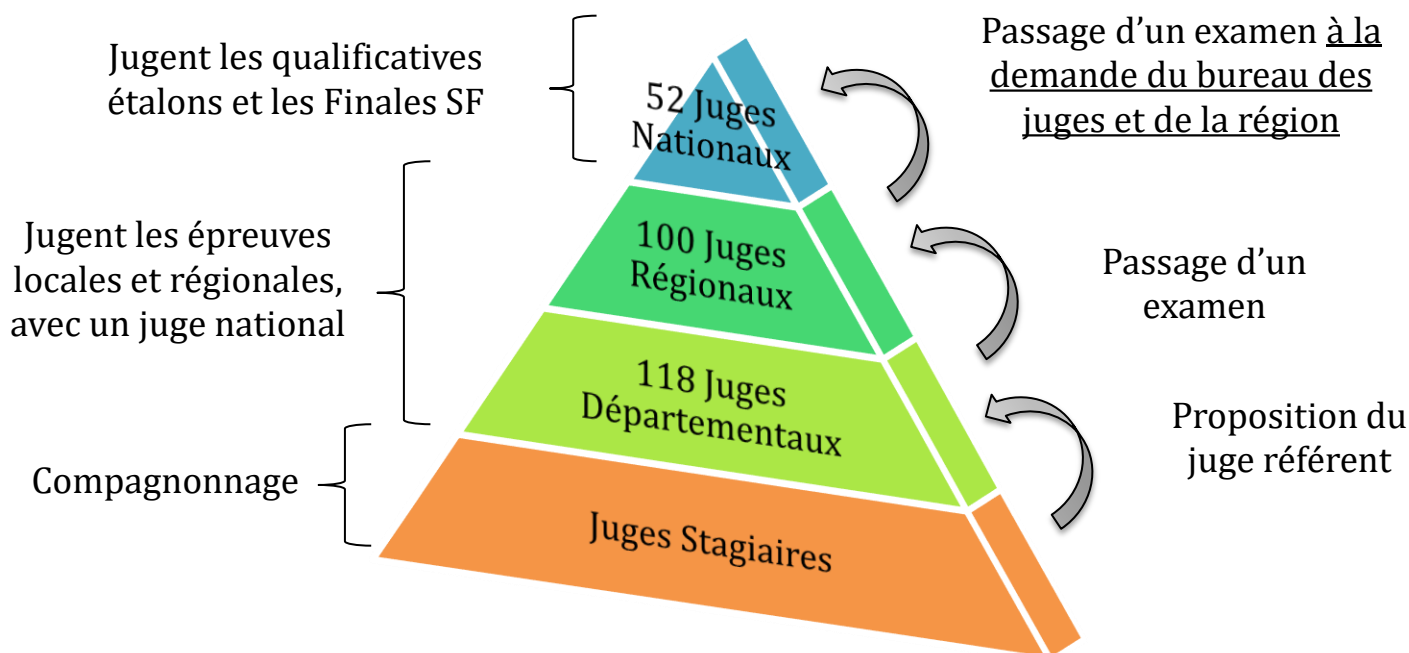 Jugent les qualificatives
étalons et les Finales SF
Passage d’un examen à la
demande du bureau des
juges et de la région
52 Juges
Nationaux
Jugent les épreuves
locales et régionales,
avec un juge national
100 Juges
Régionaux
Passage d’un
examen
118 Juges
Départementaux
Proposition du
juge référent
Compagnonnage
Juges Stagiaires